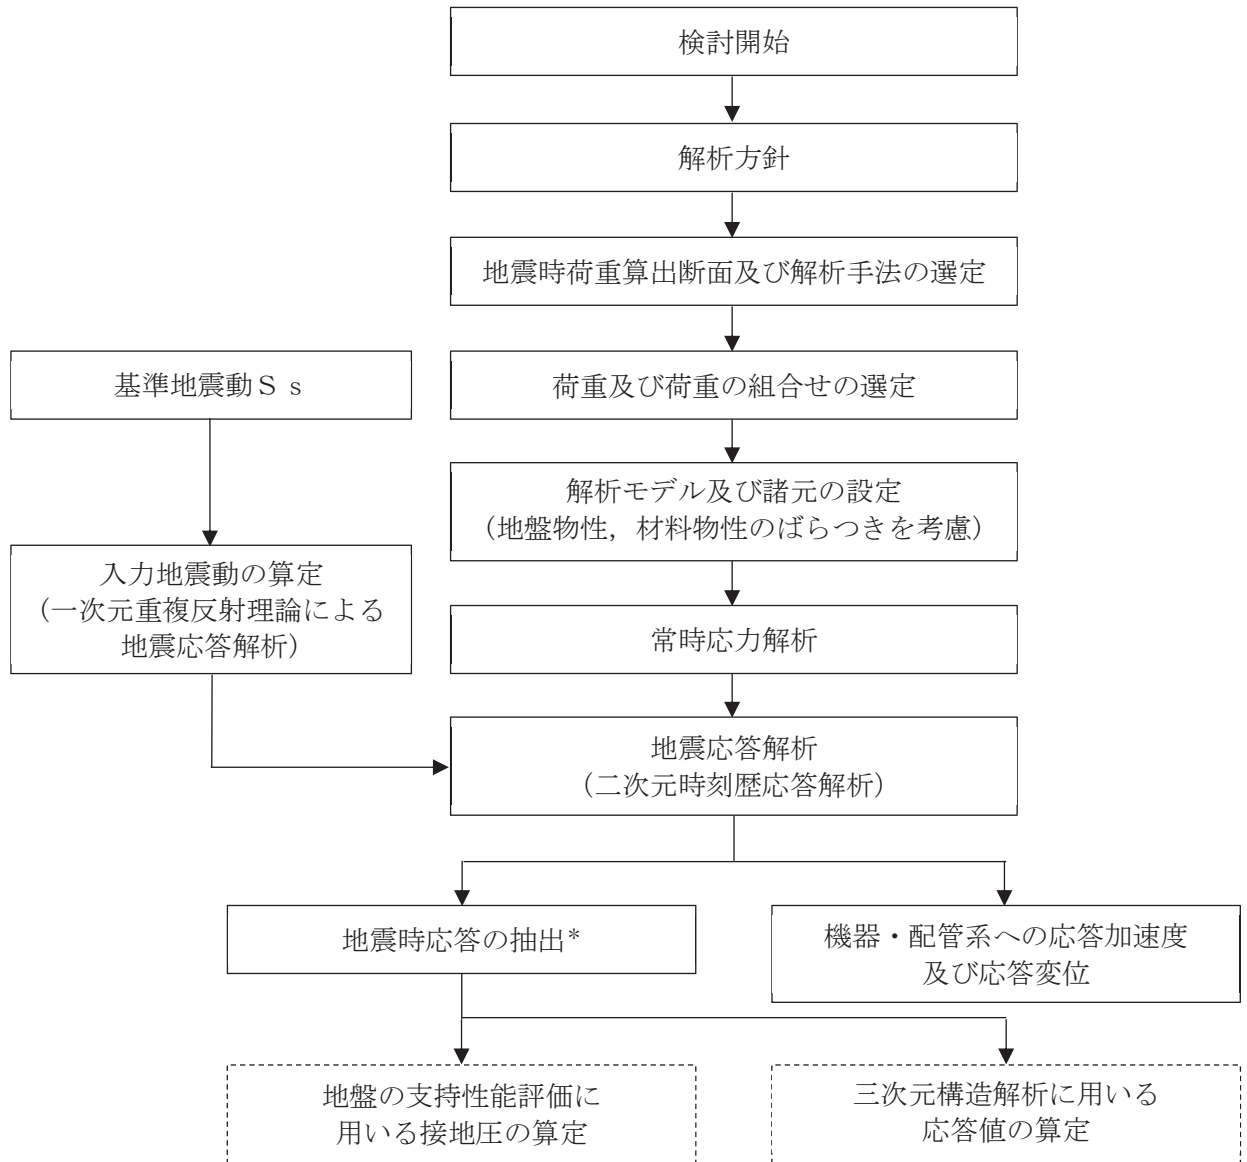 検討開始
解析方針
地震時荷重算出断面及び解析手法の選定
基準地震動Ｓｓ
荷重及び荷重の組合せの選定
解析モデル及び諸元の設定
（地盤物性，材料物性のばらつきを考慮）
入力地震動の算定
（一次元重複反射理論による
地震応答解析）
常時応力解析
地震応答解析
（二次元時刻歴応答解析）
地震時応答の抽出*
機器・配管系への応答加速度
及び応答変位
地盤の支持性能評価に
用いる接地圧の算定
三次元構造解析に用いる
応答値の算定